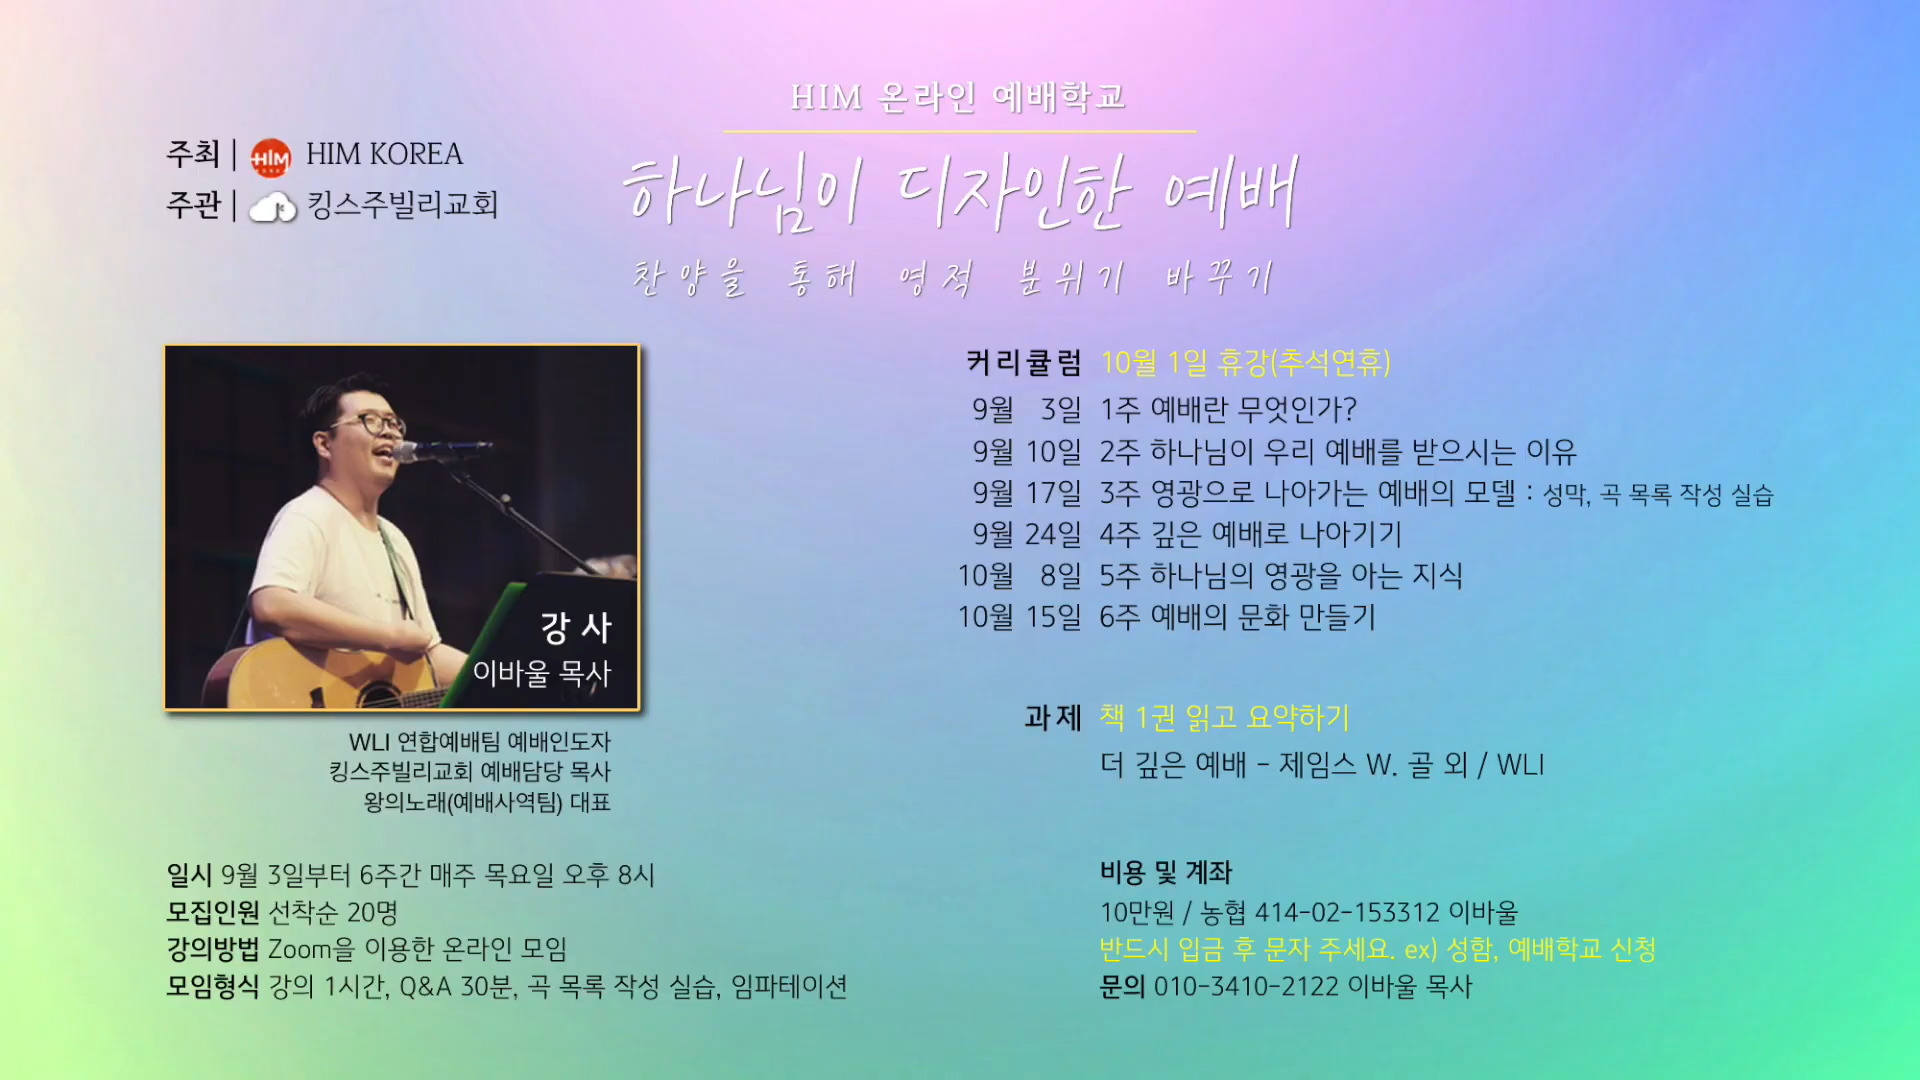 HIM 온라인 예배학교
하나님이 디자인한 예배
찬양을 통해 영적 분위기 바꾸기
주최 | HIM KOREA
주관 | 킹스주빌리교회
강 사
이바울 목사
WLI 연합예배팀 예배인도자
킹스주빌리교회 예배담당 목사
왕의노래(예배사역팀) 대표
일시 9월 3일부터 6주간 매주 목요일 오후 8시
모집인원 선착순 20명
강의방법 Zoom을 이용한 온라인 모임
모임형식 강의 1시간, Q&A 30분, 곡 목록 작성 실습, 임파테이션
커리큘럼 10월 1일 휴강(추석연휴)
9월 3일 1주 예배란 무엇인가?
9월 10일 2주 하나님이 우리 예배를 받으시는 이유
9월 17일 3주 영광으로 나아가는 예배의 모델 : 성막, 곡 목록 작성 실습
9월 24일 4주 깊은 예배로 나아기기
10월 8일 5주 하나님의 영광을 아는 지식
10월 15일 6주 예배의 문화 만들기
과제 책 1권 읽고 요약하기
더 깊은 예배 - 제임스 W. 골 외 / WLI
비용 및 계좌
10만원 / 농협 414-02-153312 이바울
반드시 입금 후 문자 주세요. ex) 성함, 예배학교 신청
문의 010-3410-2122 이바울 목사